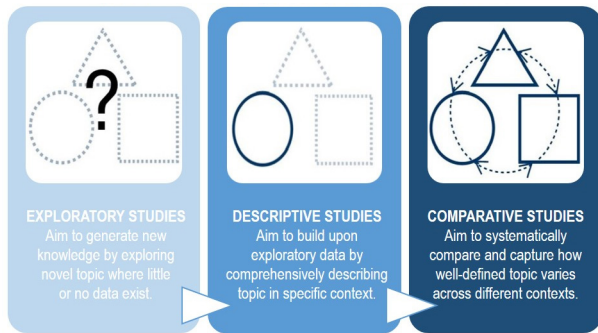 ?
EXPLORATORY STUDIES
Aim to generate new
knowledge by exploring
novel topic where little
or no data exist.
DESCRIPTIVE STUDIES
Aim to build upon
exploratory data by
comprehensively describing
topic in specific context.
COMPARATIVE STUDIES
Aim to systematically
compare and capture how
well-defined topic varies
across different contexts.